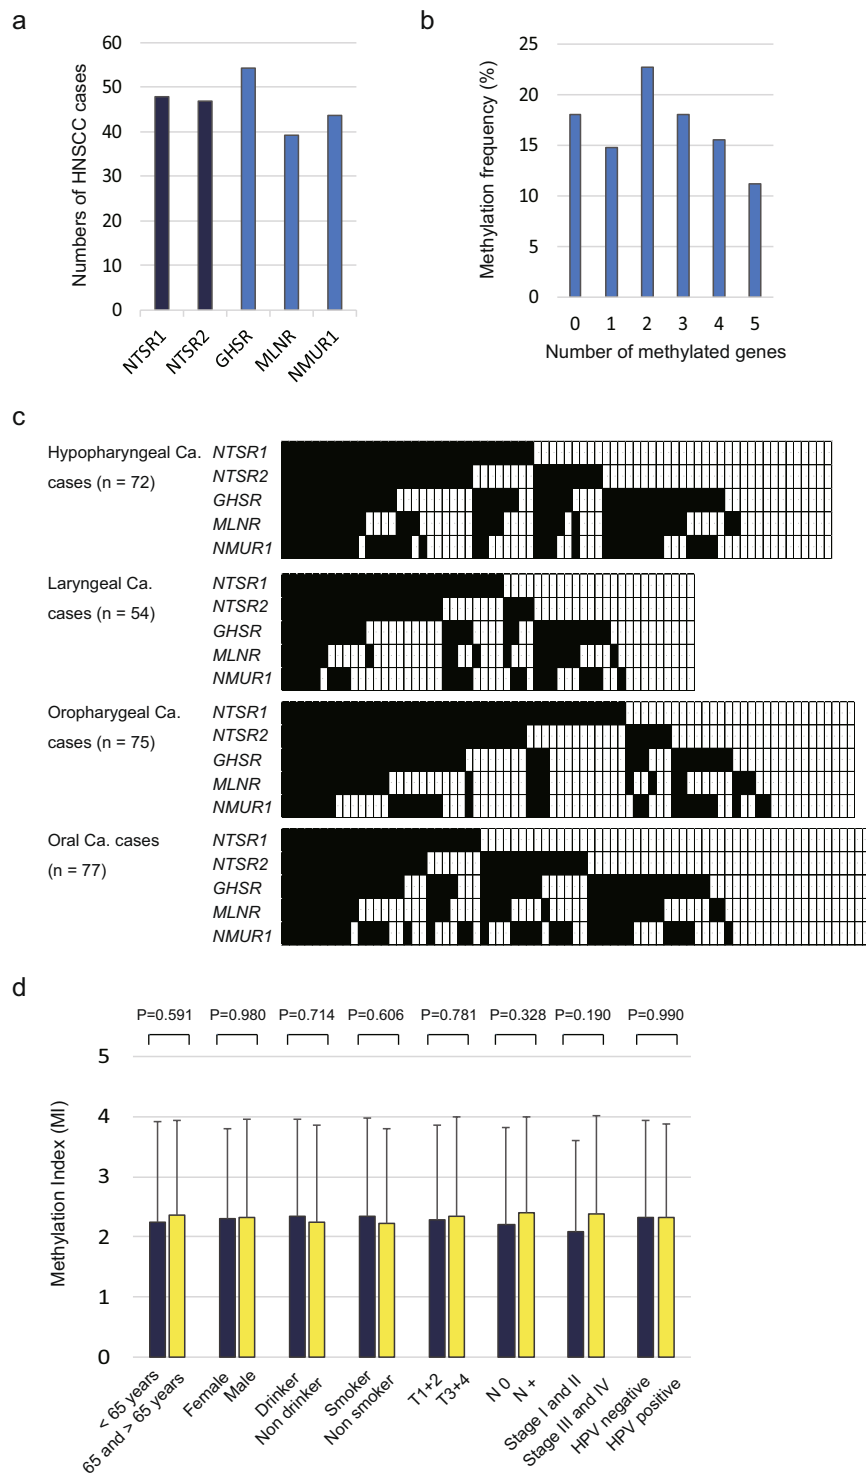 a
60
50
40
30
20
10
0
Numbers of HNSCC cases
NTSR1
NTSR2
GHSR
MLNR
NMUR1
b
25
20
15
10
5
0
Methylation frequency (%)
0 1 2 3 4 5
Number of methylated genes
c
Hypopharyngeal Ca.
cases (n = 72)
NTSR1
NTSR2
GHSR
MLNR
NMUR1
Laryngeal Ca.
cases (n = 54)
NTSR1
NTSR2
GHSR
MLNR
NMUR1
Oropharygeal Ca.
cases (n = 75)
NTSR1
NTSR2
GHSR
MLNR
NMUR1
Oral Ca. cases
(n = 77)
NTSR1
NTSR2
GHSR
MLNR
NMUR1
d
P=0.591 P=0.980 P=0.714 P=0.606 P=0.781 P=0.328 P=0.190 P=0.990
5
4
3
2
1
0
Methylation Index (MI)
< 65 years
65 and > 65 years
Female
Male
Drinker
Non drinker
Smoker
Non smoker
T1+2
T3+4
N 0
N +
Stage I and II
Stage III and IV
HPV negative
HPV positive